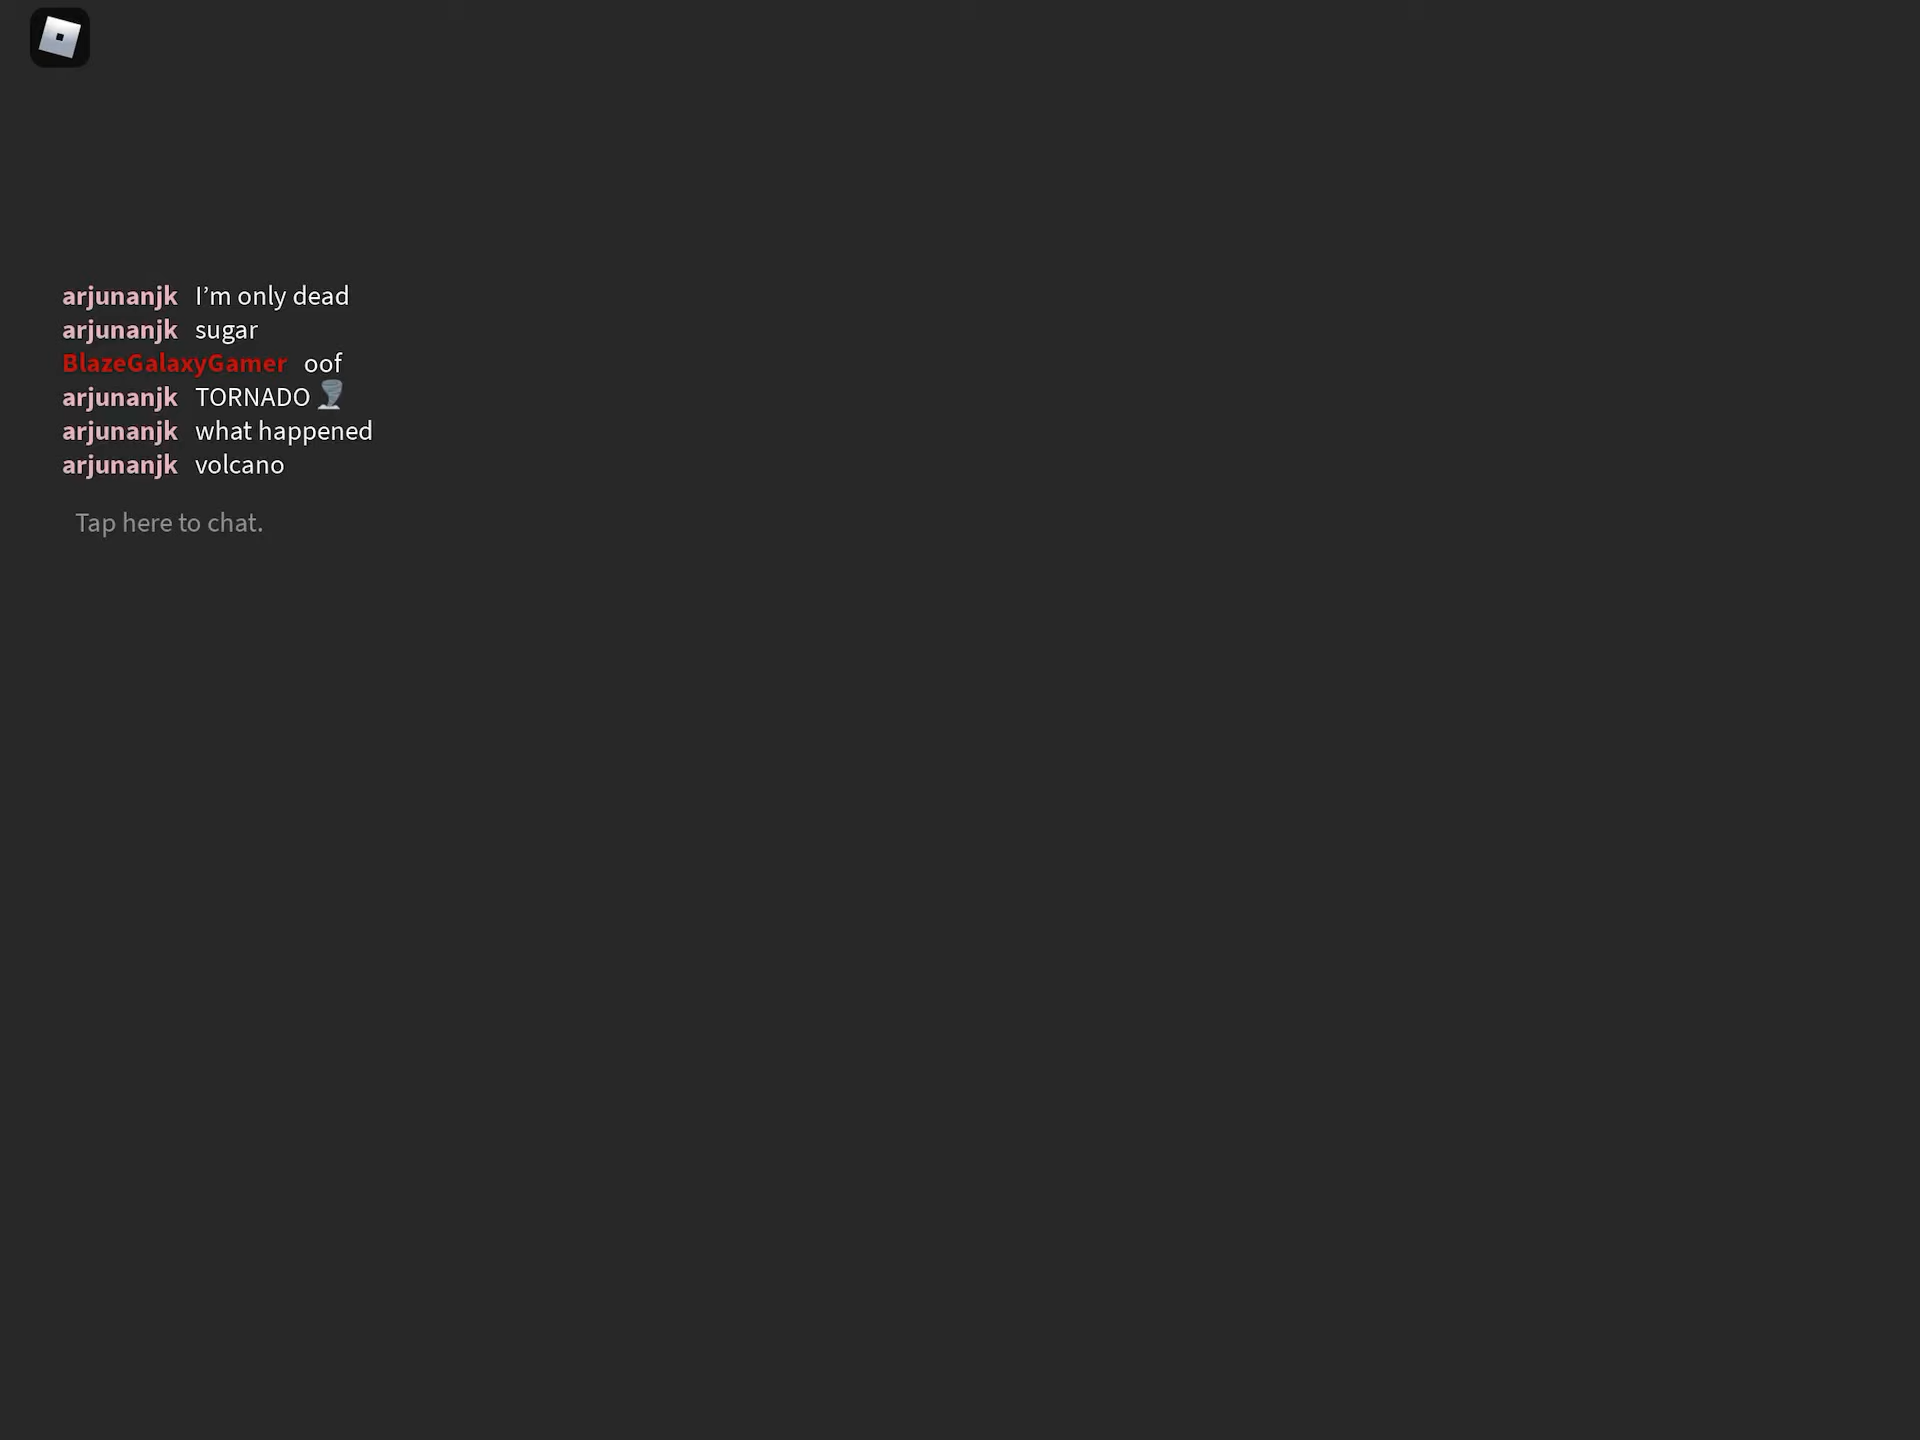 arjunanjk I’m only dead
arjunanjk sugar
BlazeGalaxyGamer oof
arjunanjk TORNADO 🌪️
arjunanjk what happened
arjunanjk volcano
Tap here to chat.